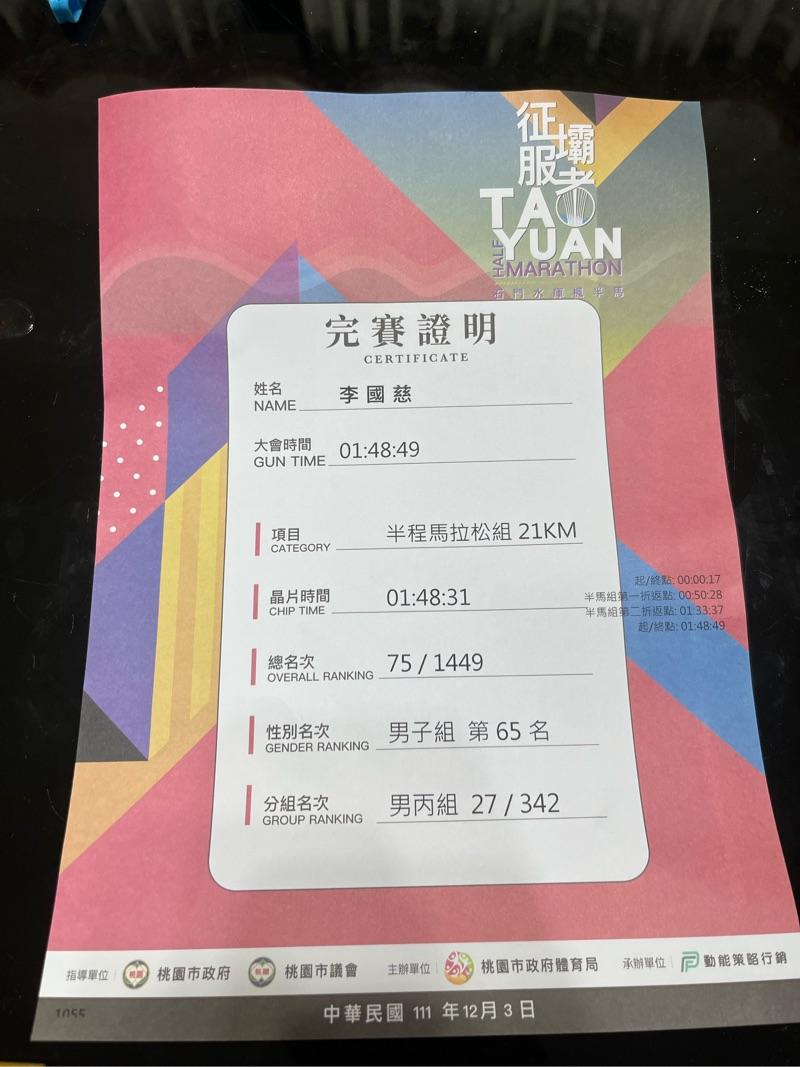 征服壩者
TAOYUAN
HALF MARATHON
石門水庫楓半馬
完賽證明
CERTIFICATE
姓名
NAME 李國慈
大會時間
GUN TIME 01:48:49
項目
CATEGORY 半程馬拉松組 21KM
晶片時間
CHIP TIME 01:48:31
起/終點: 00:00:17
半馬組第一折返點: 00:50:28
半馬組第二折返點: 01:33:37
起/終點: 01:48:49
總名次
OVERALL RANKING 75 / 1449
性別名次
GENDER RANKING 男子組 第 65 名
分組名次
GROUP RANKING 男丙組 27 / 342
指導單位 桃園市政府 桃園市議會 主辦單位 桃園市政府體育局 承辦單位 動能策略行銷
1055
中華民國 111 年12月 3 日